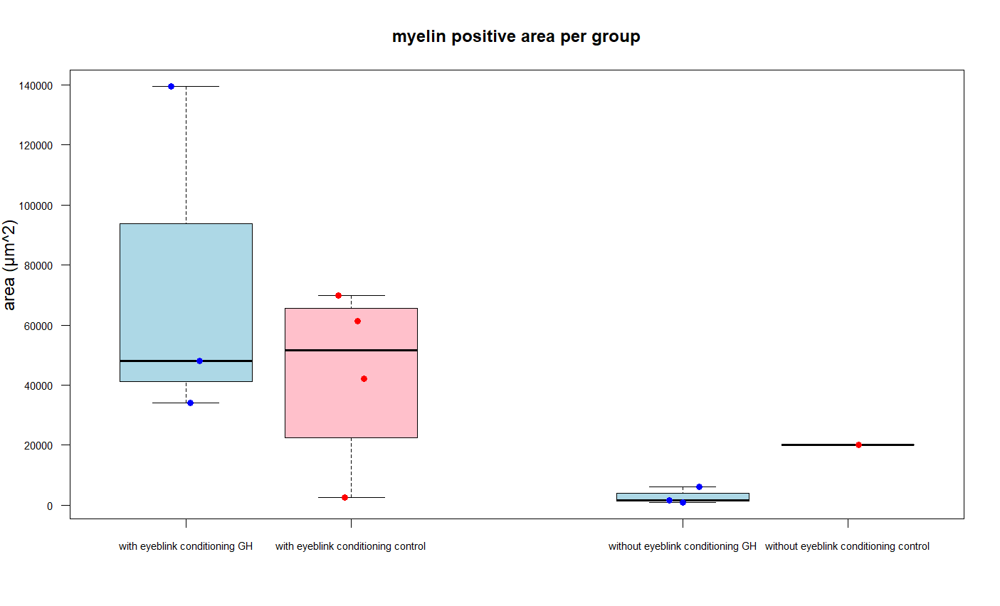 myelin positive area per group
area (µm^2)
140000
120000
100000
80000
60000
40000
20000
0
with eyeblink conditioning GH
with eyeblink conditioning control
without eyeblink conditioning GH
without eyeblink conditioning control